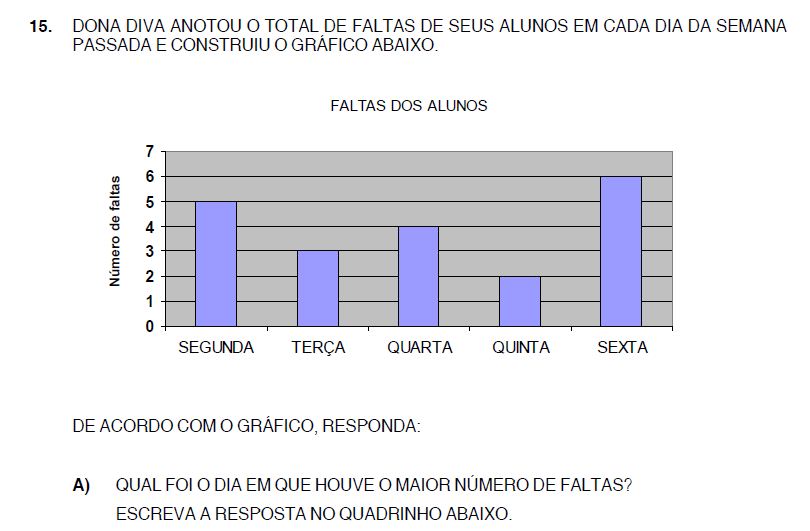 15. DONA DIVA ANOTOU O TOTAL DE FALTAS DE SEUS ALUNOS EM CADA DIA DA SEMANA
PASSADA E CONSTRUIU O GRÁFICO ABAIXO.
FALTAS DOS ALUNOS
Número de faltas
7
6
5
4
3
2
1
0
SEGUNDA TERÇA QUARTA QUINTA SEXTA
DE ACORDO COM O GRÁFICO, RESPONDA:
A) QUAL FOI O DIA EM QUE HOUVE O MAIOR NÚMERO DE FALTAS?
ESCREVA A RESPOSTA NO QUADRINHO ABAIXO.